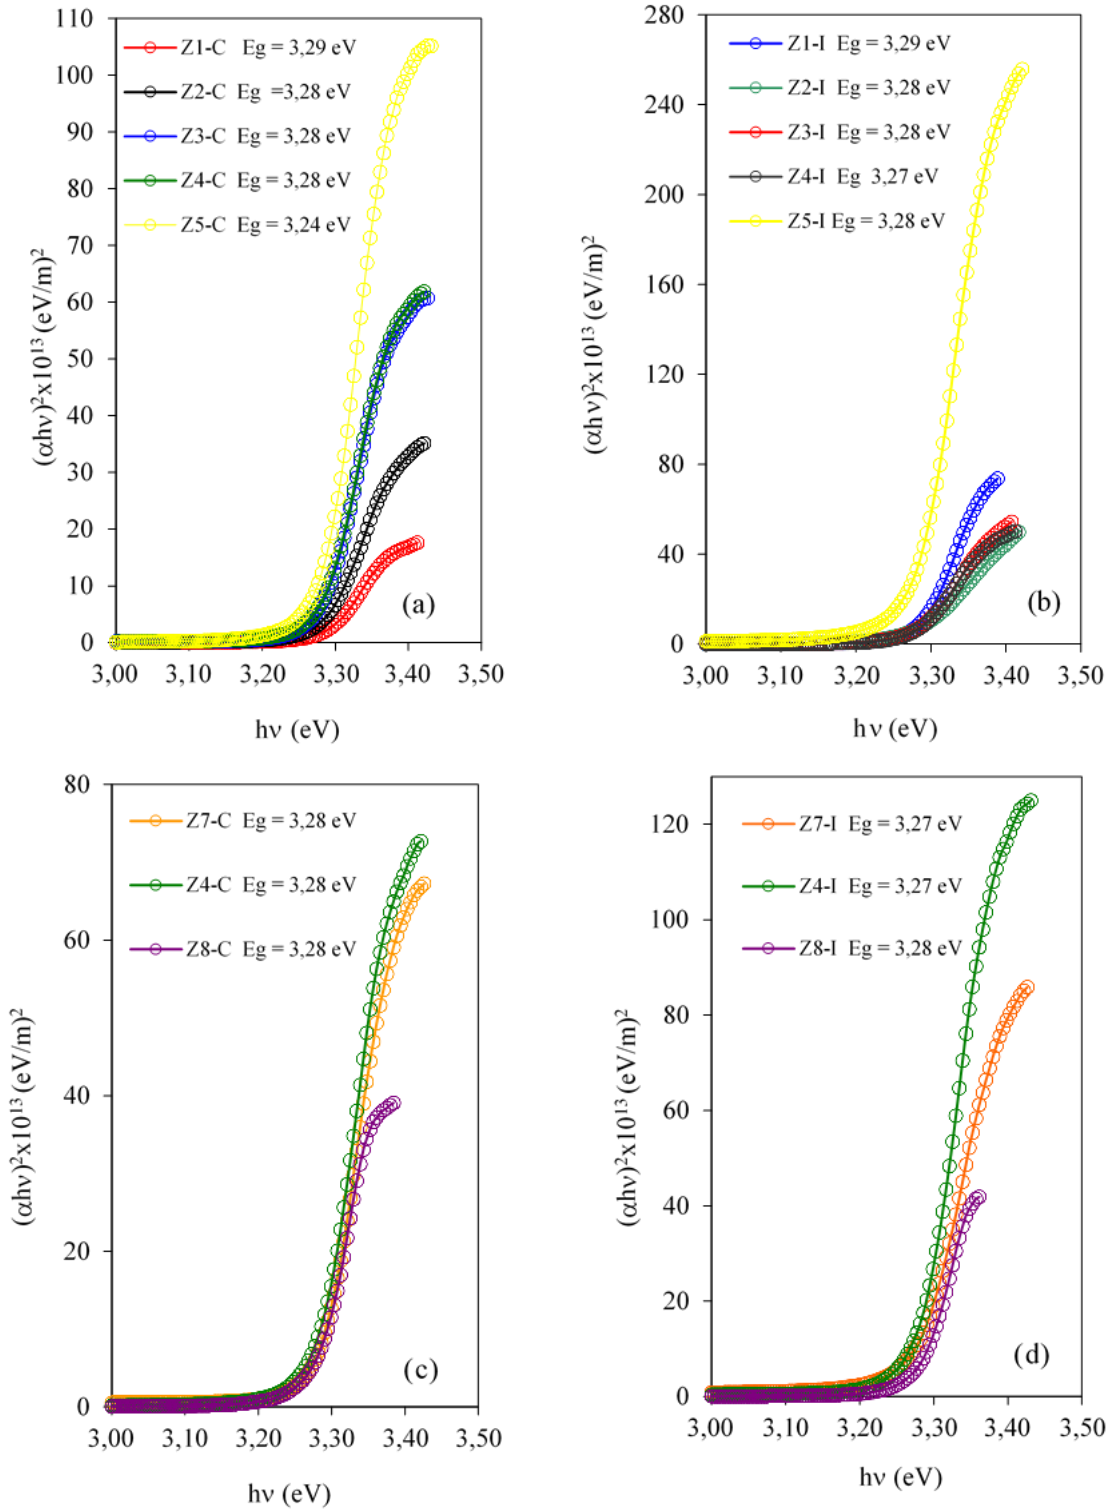 110
100
90
80
70
60
50
40
30
20
10
0
(αhν)²x10¹³ (eV/m)²
Z1-C Eg = 3,29 eV
Z2-C Eg =3,28 eV
Z3-C Eg = 3,28 eV
Z4-C Eg = 3,28 eV
Z5-C Eg = 3,24 eV
(a)
3,00 3,10 3,20 3,30 3,40 3,50
hν (eV)
280
240
200
160
120
80
40
0
(αhν)²x10¹³ (eV/m)²
Z1-I Eg = 3,29 eV
Z2-I Eg = 3,28 eV
Z3-I Eg = 3,28 eV
Z4-I Eg 3,27 eV
Z5-I Eg = 3,28 eV
(b)
3,00 3,10 3,20 3,30 3,40 3,50
hν (eV)
80
60
40
20
0
(αhν)²x10¹³ (eV/m)²
Z7-C Eg = 3,28 eV
Z4-C Eg = 3,28 eV
Z8-C Eg = 3,28 eV
(c)
3,00 3,10 3,20 3,30 3,40 3,50
hν (eV)
120
100
80
60
40
20
0
(αhν)²x10¹³ (eV/m)²
Z7-I Eg = 3,27 eV
Z4-I Eg = 3,27 eV
Z8-I Eg = 3,28 eV
(d)
3,00 3,10 3,20 3,30 3,40 3,50
hν (eV)